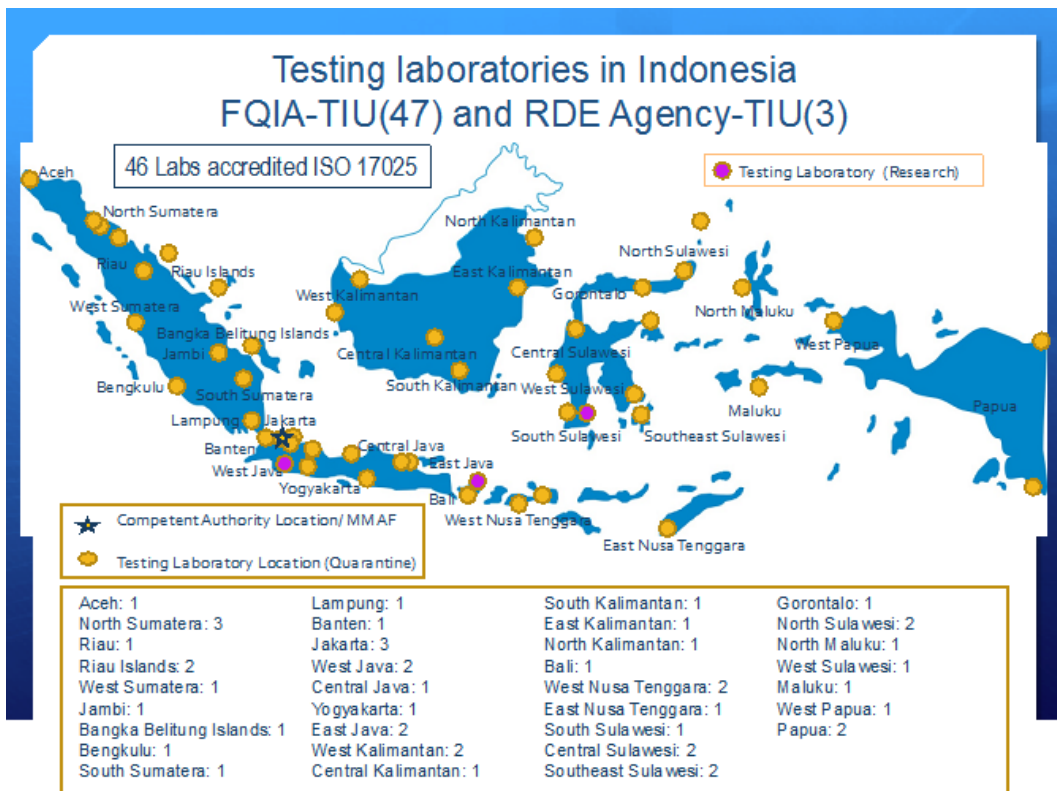 Testing laboratories in Indonesia
FQIA-TIU(47) and RDE Agency-TIU(3)
46 Labs accredited ISO 17025
Testing Laboratory (Research)
Aceh
North Sumatera
Riau
Riau Islands
West Sumatera
Bangka Belitung Islands
Jambi
Bengkulu
South Sumatera
Lampung
Jakarta
Banten
West Java
Central Java
Yogyakarta
East Java
Bali
West Nusa Tenggara
East Nusa Tenggara
North Kalimantan
East Kalimantan
West Kalimantan
Central Kalimantan
South Kalimantan
North Sulawesi
Gorontalo
Central Sulawesi
West Sulawesi
South Sulawesi
Southeast Sulawesi
North Maluku
Maluku
West Papua
Papua
Competent Authority Location/ MMAF
Testing Laboratory Location (Quarantine)
Aceh: 1
North Sumatera: 3
Riau: 1
Riau Islands: 2
West Sumatera: 1
Jambi: 1
Bangka Belitung Islands: 1
Bengkulu: 1
South Sumatera: 1
Lampung: 1
Banten: 1
Jakarta: 3
West Java: 2
Central Java: 1
Yogyakarta: 1
East Java: 2
West Kalimantan: 2
Central Kalimantan: 1
South Kalimantan: 1
East Kalimantan: 1
North Kalimantan: 1
Bali: 1
West Nusa Tenggara: 2
East Nusa Tenggara: 1
South Sulawesi: 1
Central Sulawesi: 2
Southeast Sulawesi: 2
Gorontalo: 1
North Sulawesi: 2
North Maluku: 1
West Sulawesi: 1
Maluku: 1
West Papua: 1
Papua: 2